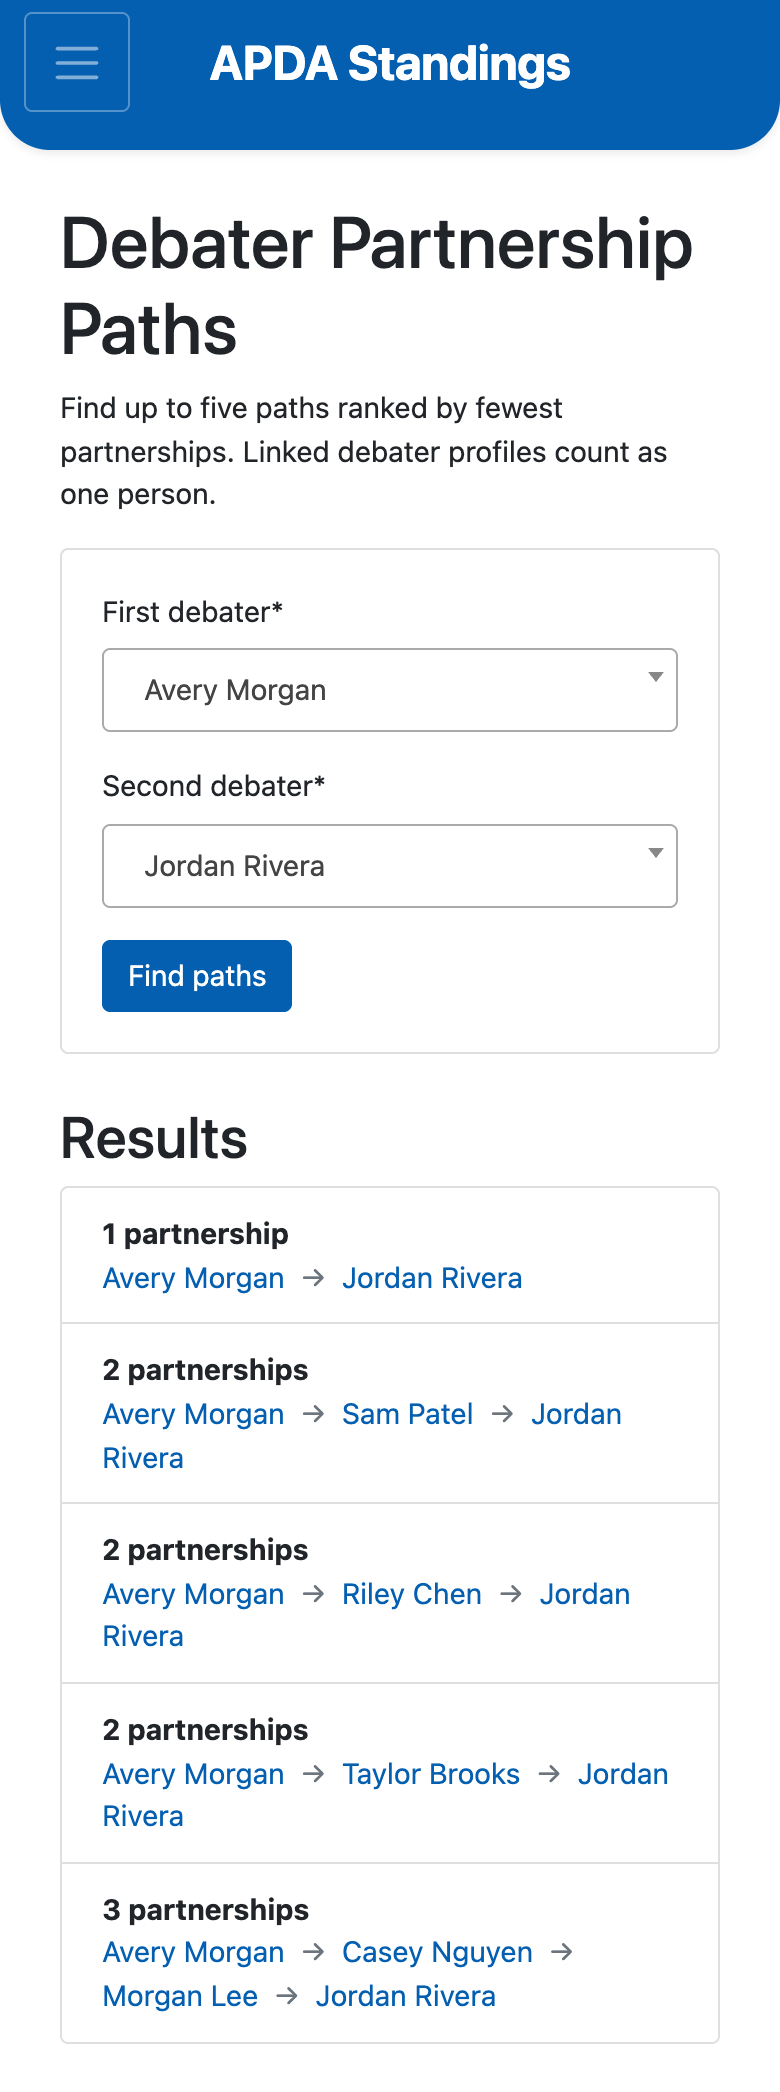 APDA Standings
Debater Partnership
Paths
Find up to five paths ranked by fewest
partnerships. Linked debater profiles count as
one person.
First debater*
Avery Morgan
Second debater*
Jordan Rivera
Find paths
Results
1 partnership
Avery Morgan → Jordan Rivera
2 partnerships
Avery Morgan → Sam Patel → Jordan
Rivera
2 partnerships
Avery Morgan → Riley Chen → Jordan
Rivera
2 partnerships
Avery Morgan → Taylor Brooks → Jordan
Rivera
3 partnerships
Avery Morgan → Casey Nguyen →
Morgan Lee → Jordan Rivera